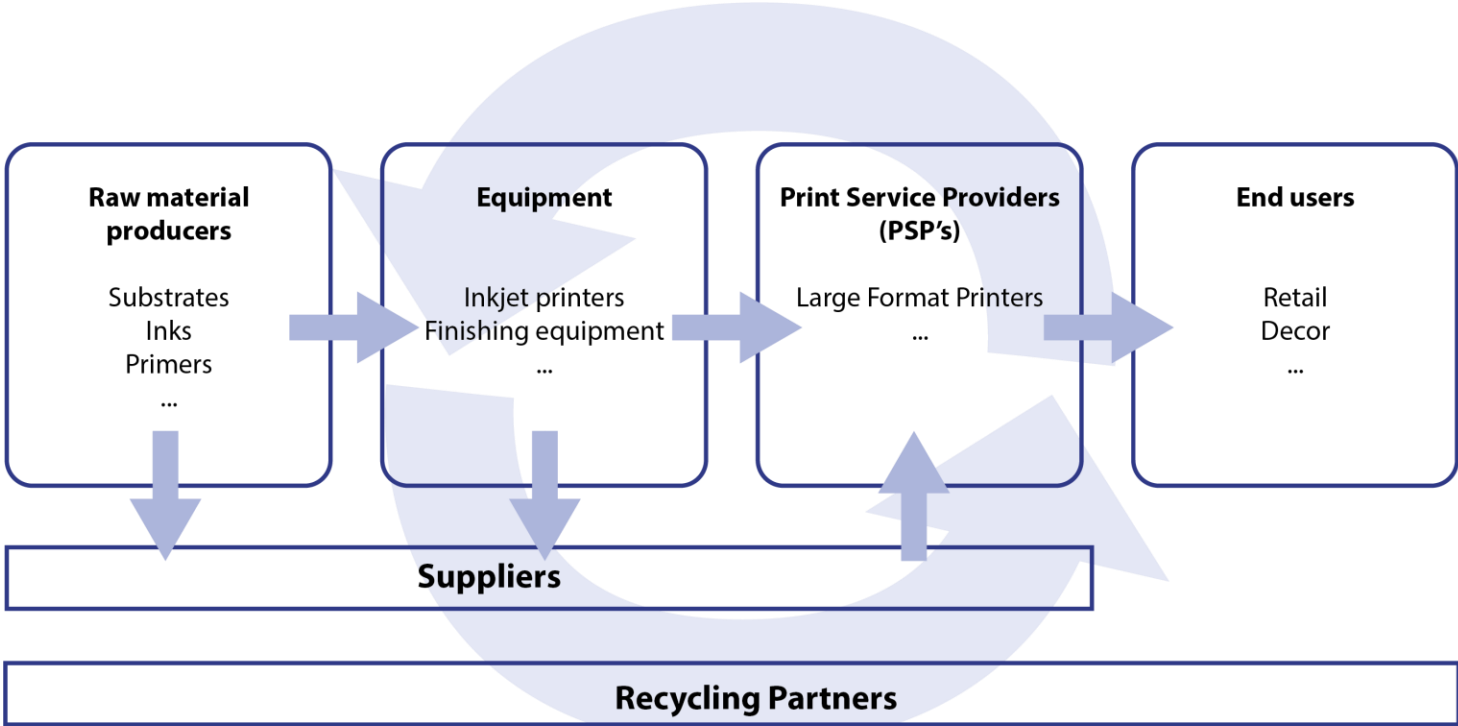 Raw material
producers
Substrates
Inks
Primers
...
Equipment
Inkjet printers
Finishing equipment
...
Print Service Providers
(PSP's)
Large Format Printers
...
End users
Retail
Decor
...
Suppliers
Recycling Partners